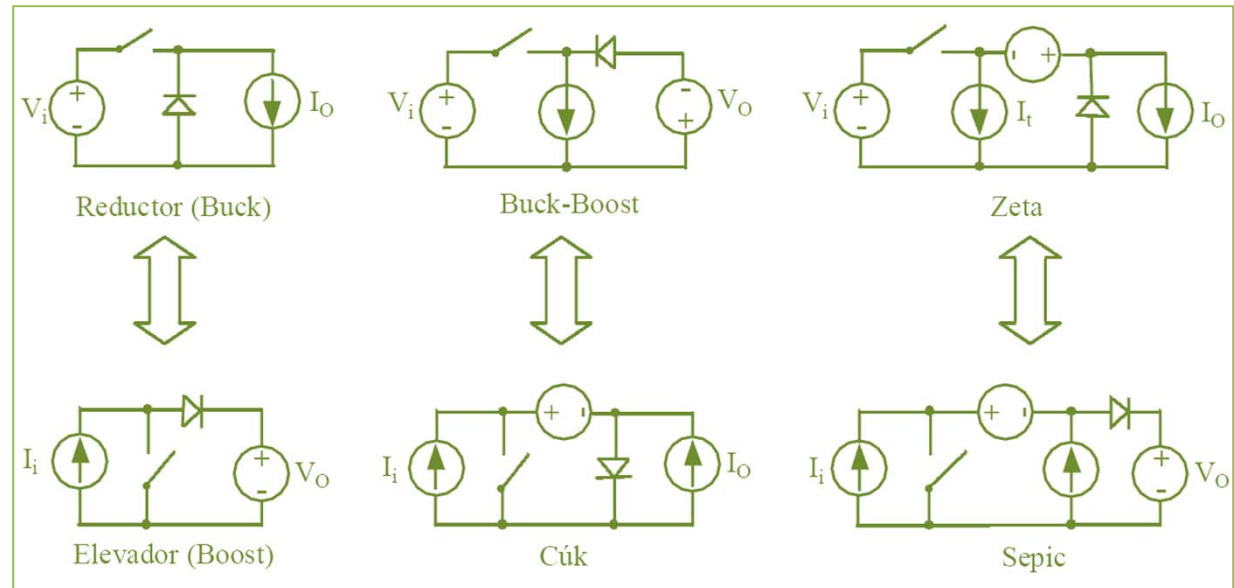 Vi
+
-
IO
Reductor (Buck)
Vi
+
-
-
+
VO
Buck-Boost
Vi
+
-
-
+
It
IO
Zeta
Ii
+
-
VO
Elevador (Boost)
Ii
+
-
IO
Cúk
Ii
+
-
+
-
VO
Sepic